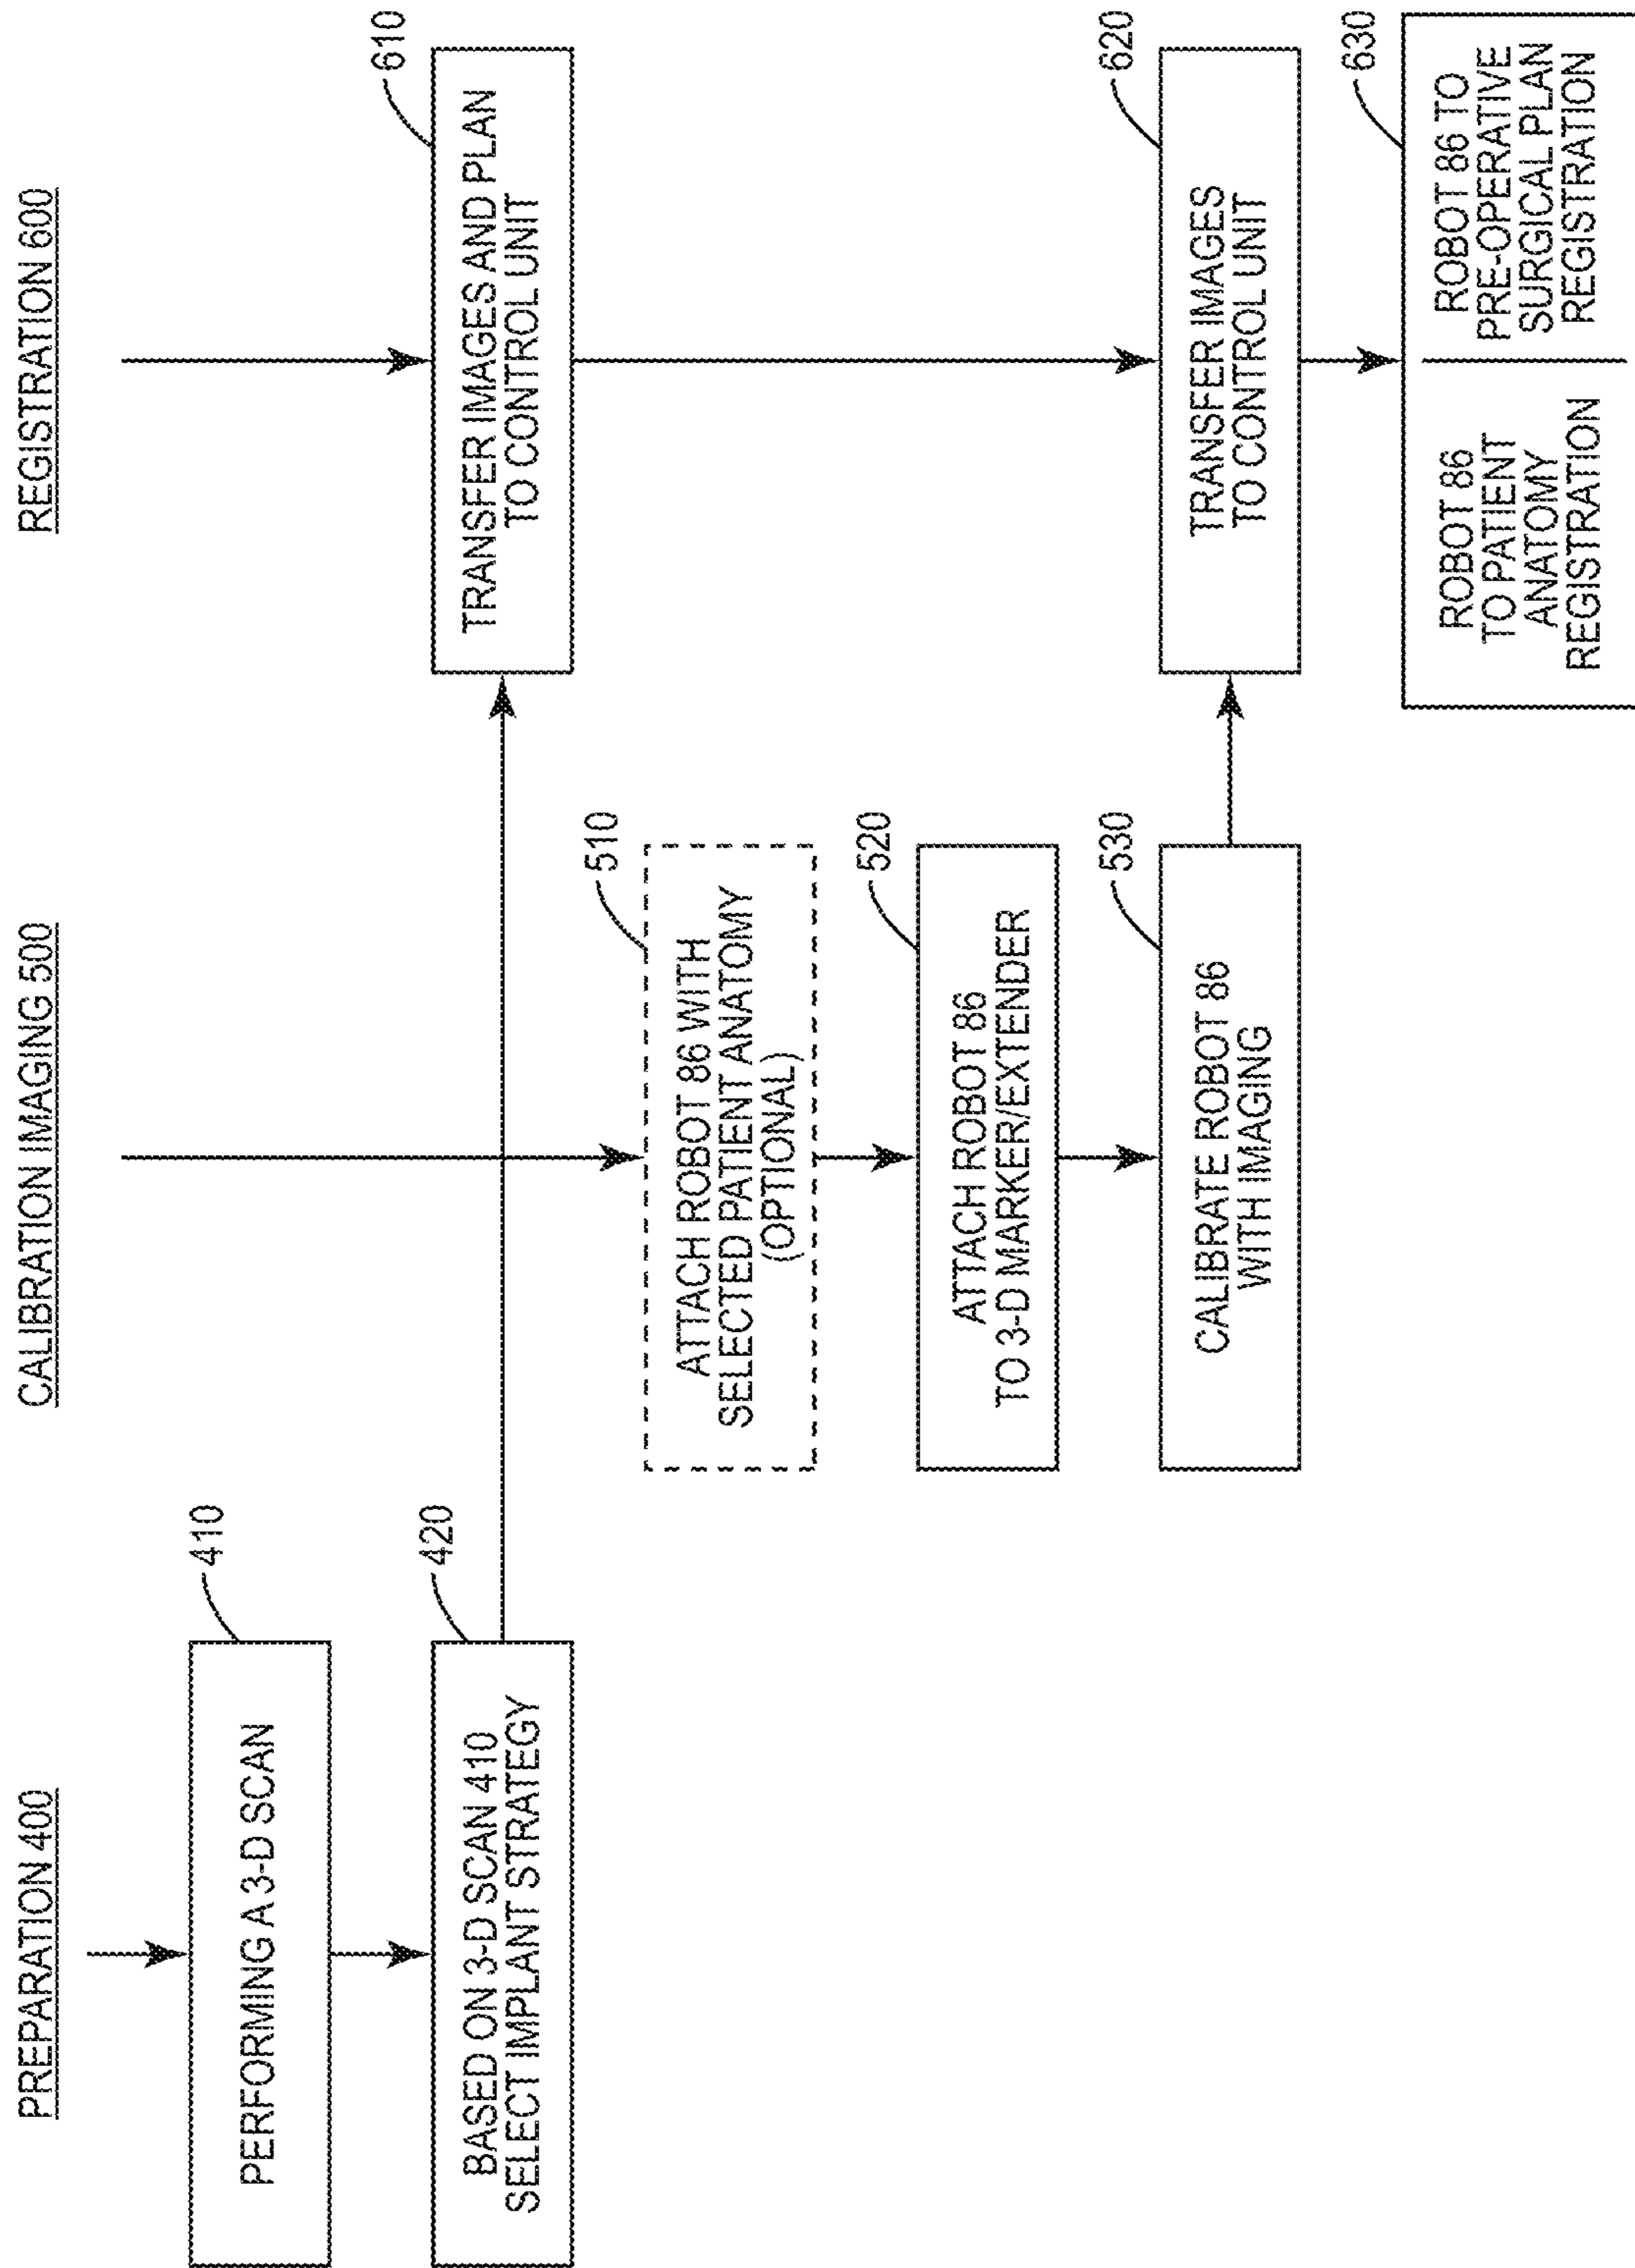 PREPARATION 400
410
PERFORMING A 3-D SCAN
420
BASED ON 3-D SCAN 410
SELECT IMPLANT STRATEGY
CALIBRATION IMAGING 500
510
ATTACH ROBOT 86 WITH
SELECTED PATIENT ANATOMY
(OPTIONAL)
520
ATTACH ROBOT 86
TO 3-D MARKER/EXTENDER
530
CALIBRATE ROBOT 86
WITH IMAGING
REGISTRATION 600
610
TRANSFER IMAGES AND PLAN
TO CONTROL UNIT
620
TRANSFER IMAGES
TO CONTROL UNIT
630
ROBOT 86
TO PATIENT
ANATOMY
REGISTRATION
ROBOT 86 TO
PRE-OPERATIVE
SURGICAL PLAN
REGISTRATION